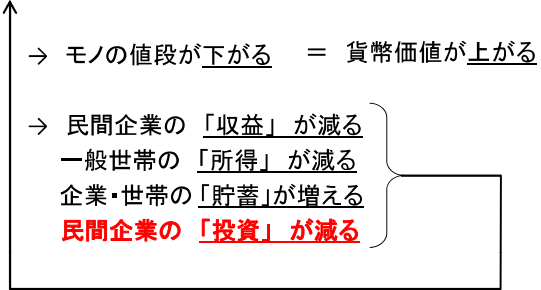 → モノの値段が下がる ＝ 貨幣価値が上がる
→ 民間企業の 「収益」 が減る
一般世帯の 「所得」 が減る
企業・世帯の「貯蓄」が増える
民間企業の 「投資」 が減る